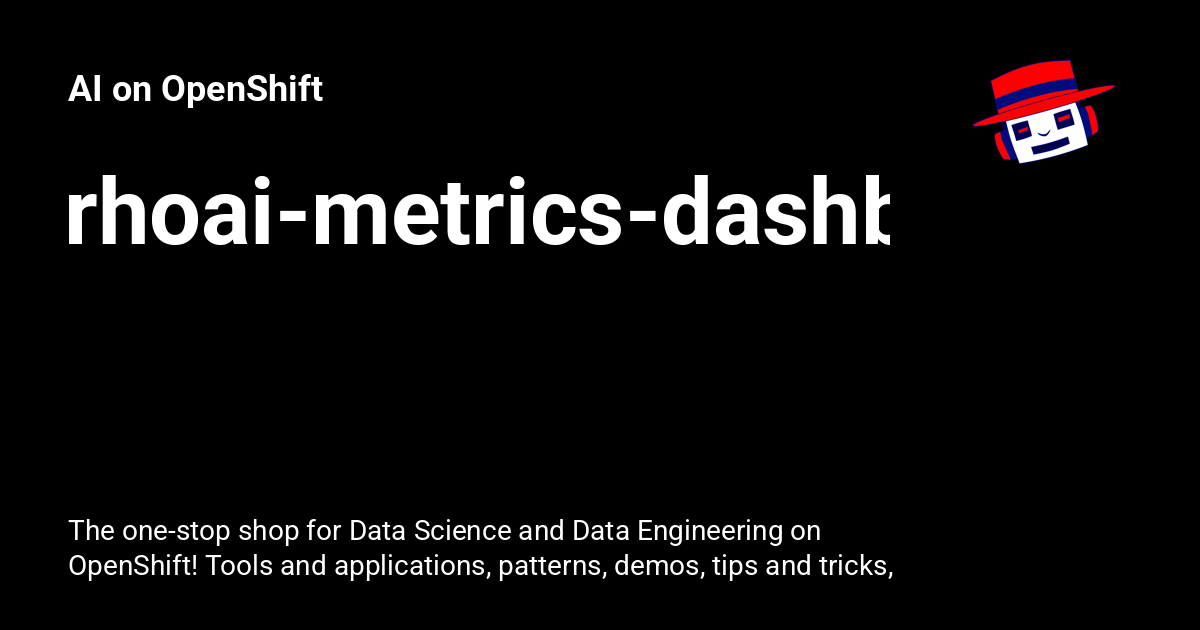 AI on OpenShift
rhoai-metrics-dashb
The one-stop shop for Data Science and Data Engineering on
OpenShift! Tools and applications, patterns, demos, tips and tricks,